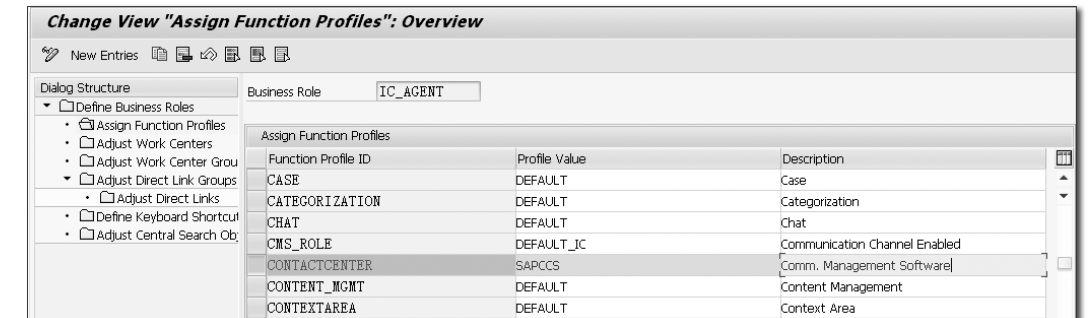 Change View "Assign Function Profiles": Overview
New Entries
Dialog Structure
Define Business Roles
Assign Function Profiles
Adjust Work Centers
Adjust Work Center Grou
Adjust Direct Link Groups
Adjust Direct Links
Define Keyboard Shortcut
Adjust Central Search Obj
Business Role IC_AGENT
Assign Function Profiles
Function Profile ID Profile Value Description
CASE DEFAULT Case
CATEGORIZATION DEFAULT Categorization
CHAT DEFAULT Chat
CMS_ROLE DEFAULT_IC Communication Channel Enabled
CONTACTCENTER SAPCCS Comm. Management Software
CONTENT_MGMT DEFAULT Content Management
CONTEXTAREA DEFAULT Context Area